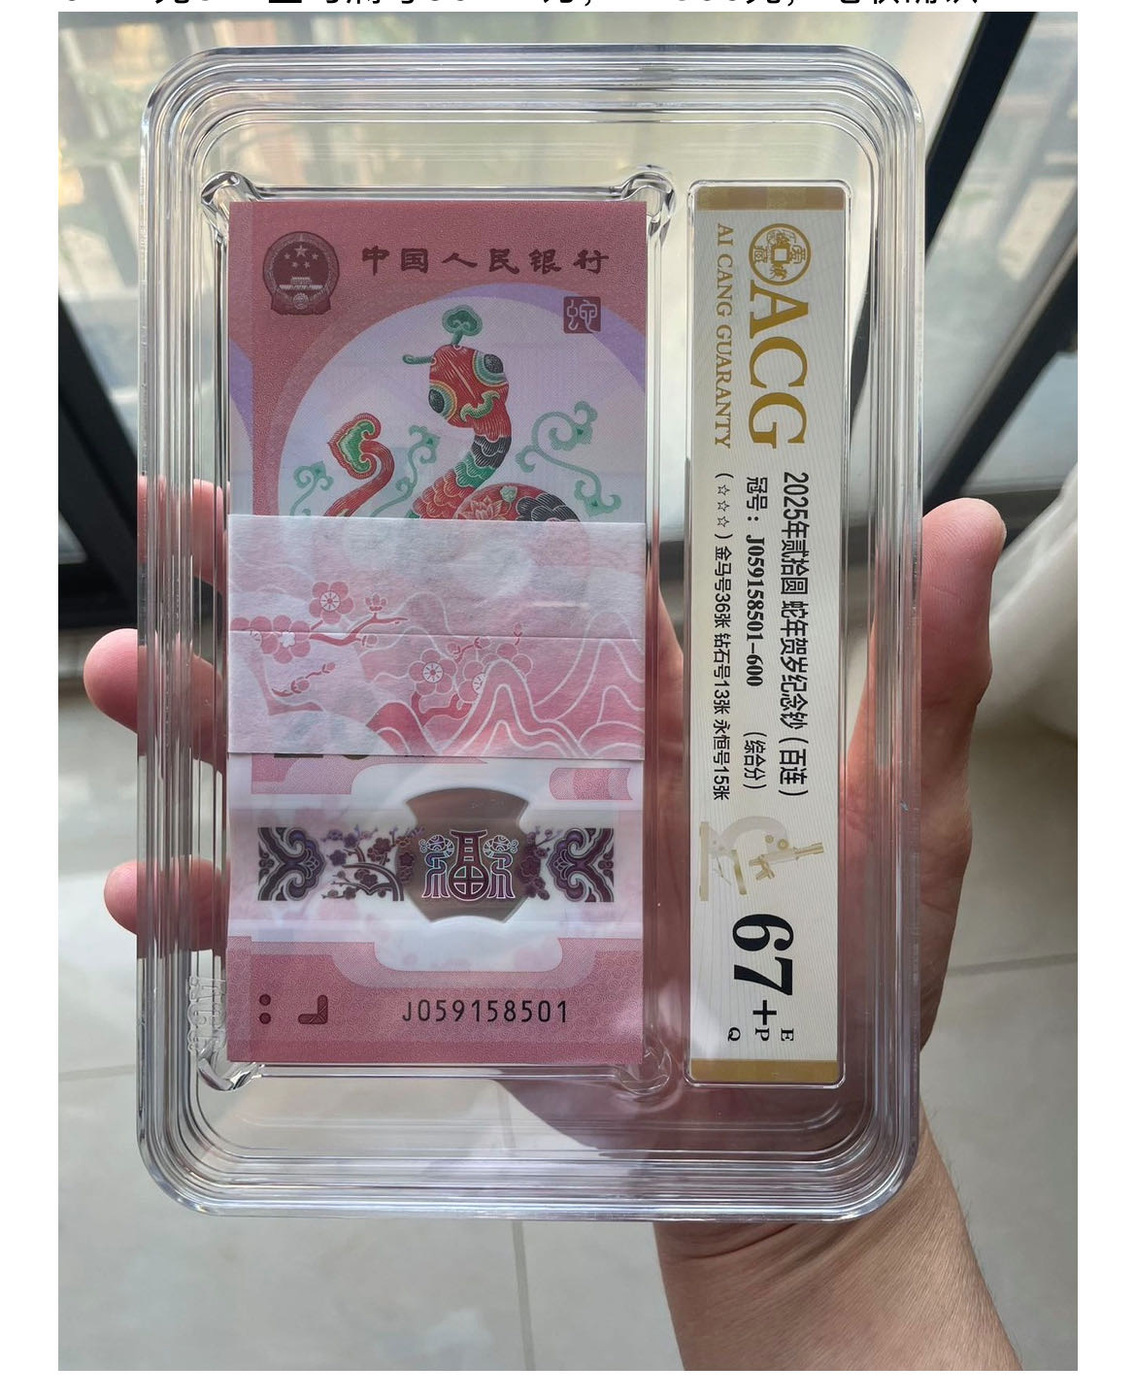 中国人民银行
蛇
福
J059158501
ACG
AI CANG GUARANTY
2025年贰拾圆 蛇年贺岁纪念钞（百连）
冠号：J059158501-600 （综合分）
（☆☆☆）金马号36张 钻石号13张 永恒号15张
67+
E
P
Q